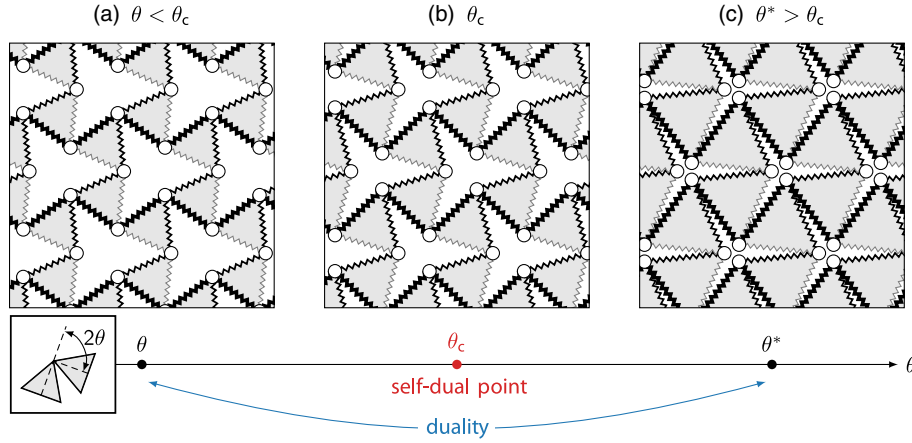 (a) θ < θc
(b) θc
(c) θ* > θc
2θ
θ
θc
θ*
θ
self-dual point
duality